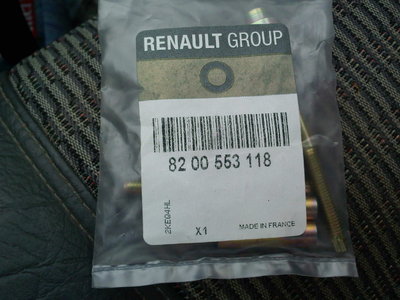 RENAULT GROUP
82 00 553 118
2KE04HL
X1
MADE IN FRANCE